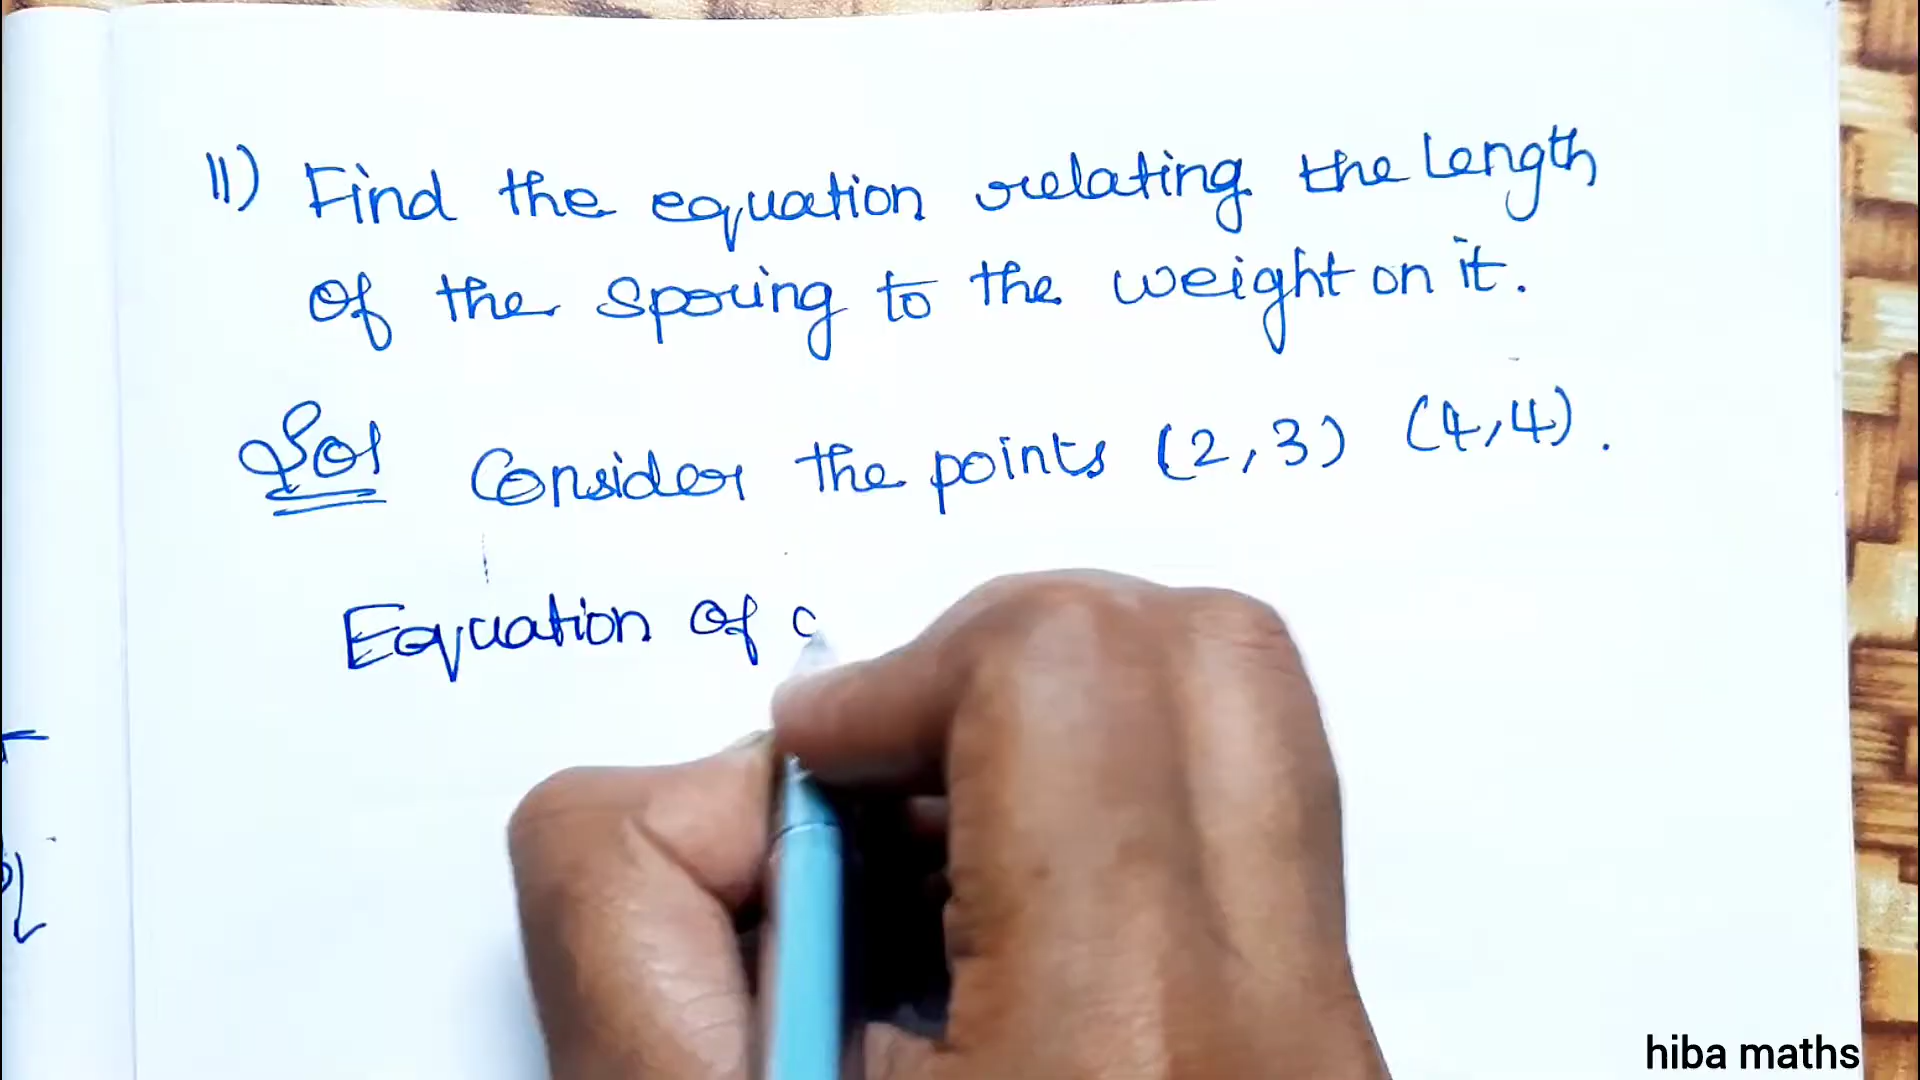 11) Find the equation relating the Length
of the spring to the weight on it.
Sol Consider the points (2,3) (4,4).
Equation of a
hiba maths